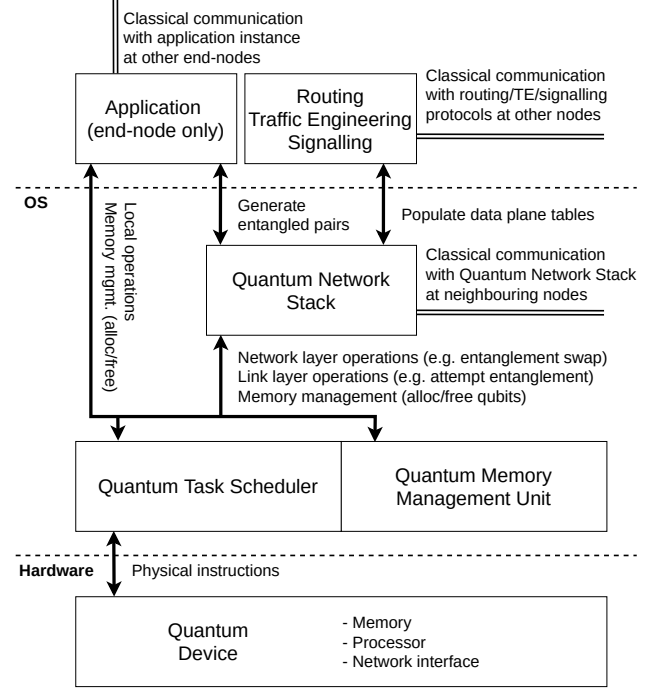 Classical communication
with application instance
at other end-nodes
Application
(end-node only)
Routing
Traffic Engineering
Signalling
Classical communication
with routing/TE/signalling
protocols at other nodes
OS
Local operations
Memory mgmt. (alloc/free)
Generate
entangled pairs
Populate data plane tables
Quantum Network
Stack
Classical communication
with Quantum Network Stack
at neighbouring nodes
Network layer operations (e.g. entanglement swap)
Link layer operations (e.g. attempt entanglement)
Memory management (alloc/free qubits)
Quantum Task Scheduler
Quantum Memory
Management Unit
Hardware
Physical instructions
Quantum
Device
- Memory
- Processor
- Network interface